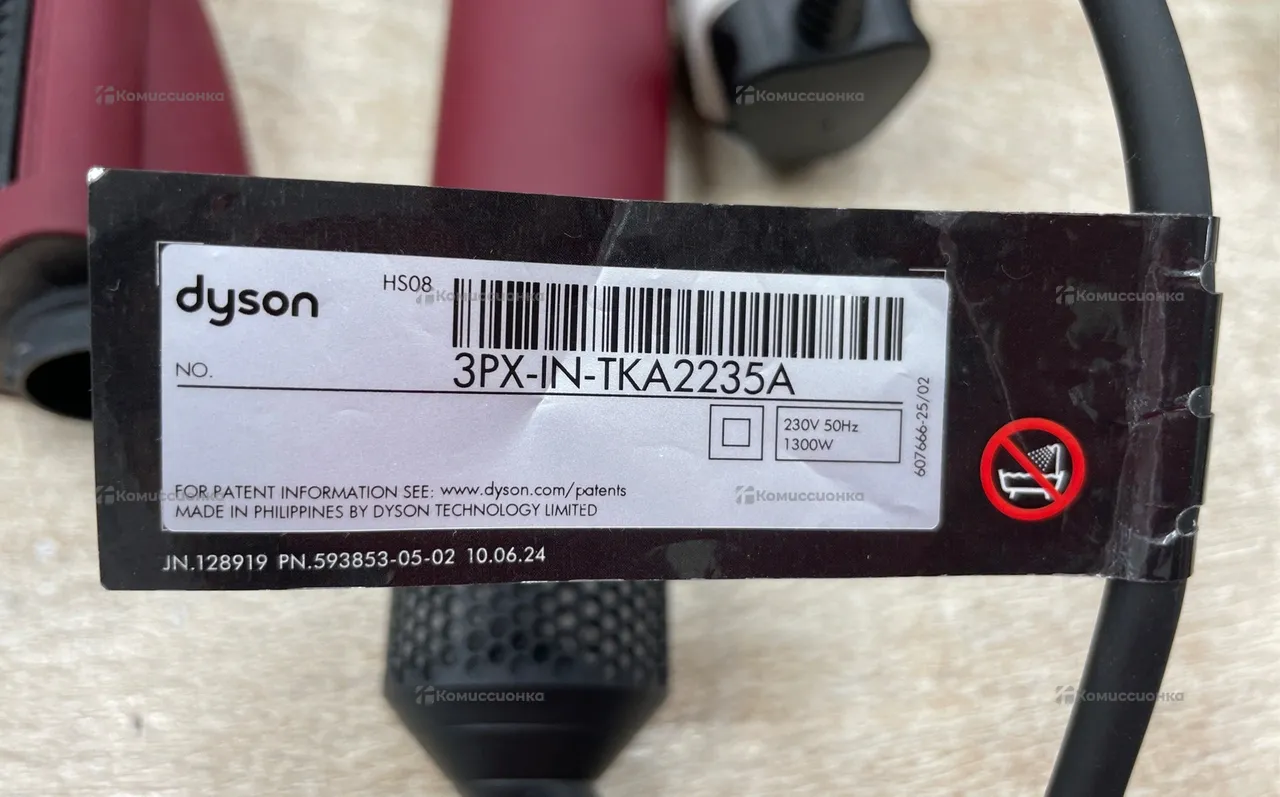 Комиссионка
Комиссионка
dyson
HS08
Комиссионка
Комиссионка
3PX-IN-TKA2235A
NO.
230V 50Hz
1300W
607666-25/02
FOR PATENT INFORMATION SEE: www.dyson.com/patents
Комиссионка
Комиссионка
MADE IN PHILIPPINES BY DYSON TECHNOLOGY LIMITED
JN.128919 PN.593853-05-02 10.06.24
Комиссионка
Комиссионка